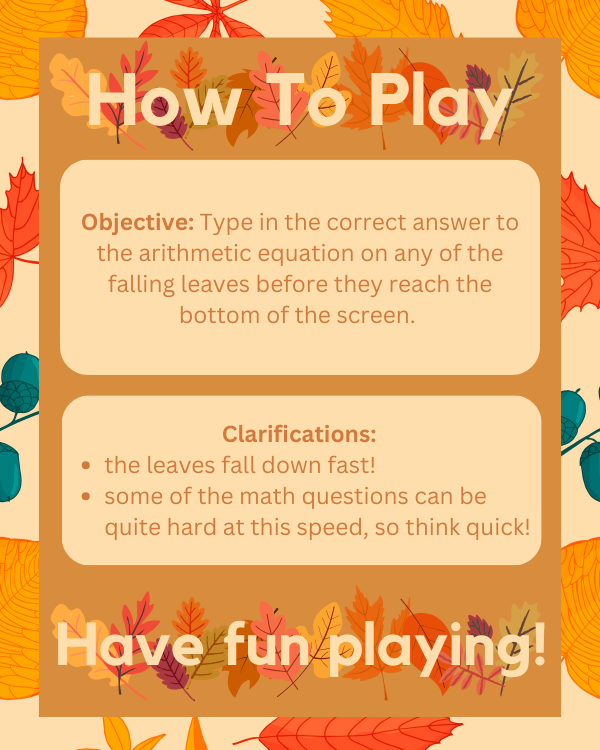 How To Play
Objective: Type in the correct answer to
the arithmetic equation on any of the
falling leaves before they reach the
bottom of the screen.
Clarifications:
• the leaves fall down fast!
• some of the math questions can be
quite hard at this speed, so think quick!
Have fun playing!